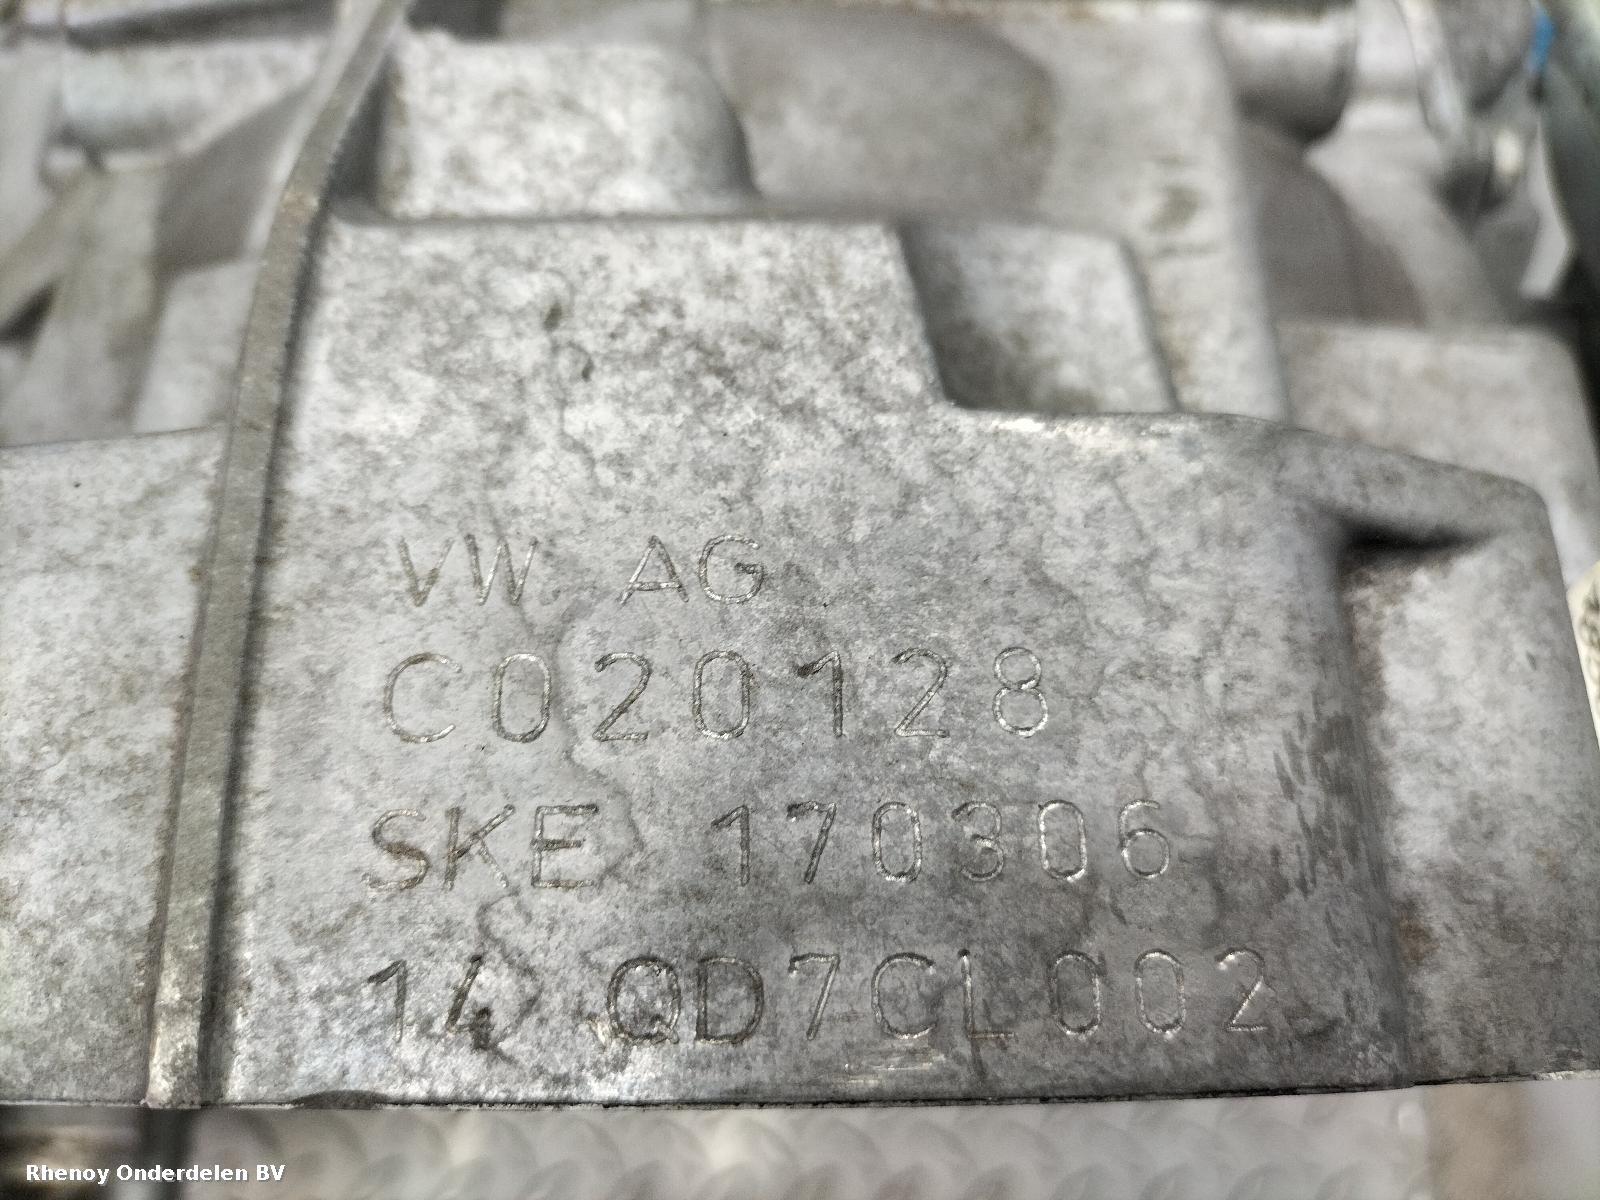 VW AG
C020128
SKE 170306
14 QD7CL002
Rhenoy Onderdelen BV